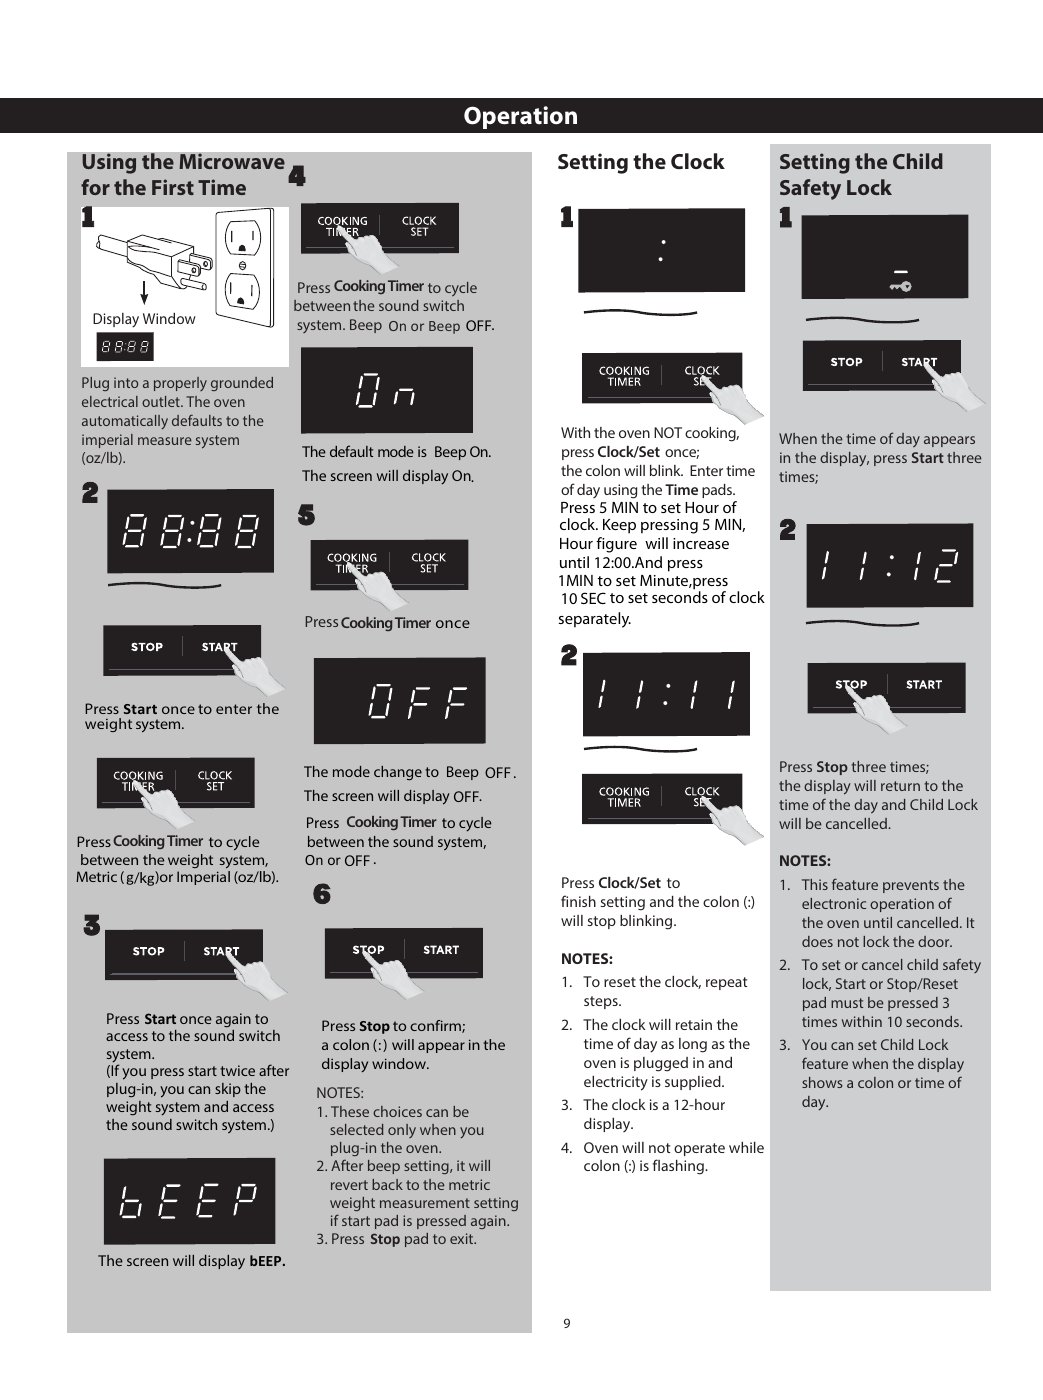 Operation
Using the Microwave
for the First Time
1
Display Window
88:88
Plug into a properly grounded
electrical outlet. The oven
automatically defaults to the
imperial measure system
(oz/lb).
2
88:88
STOP START
Press Start once to enter the
weight system.
COOKING TIMER CLOCK SET
Press Cooking Timer to cycle
between the weight system,
Metric (g/kg)or Imperial (oz/lb).
3
STOP START
Press Start once again to
access to the sound switch
system.
(If you press start twice after
plug-in, you can skip the
weight system and access
the sound switch system.)
bEEP
The screen will display bEEP.
4
COOKING TIMER CLOCK SET
Press Cooking Timer to cycle
between the sound switch
system. Beep On or Beep OFF.
On
The default mode is Beep On.
The screen will display On.
5
COOKING TIMER CLOCK SET
Press Cooking Timer once
OFF
The mode change to Beep OFF.
The screen will display OFF.
Press Cooking Timer to cycle
between the sound system,
On or OFF .
6
STOP START
Press Stop to confirm;
a colon (:) will appear in the
display window.
NOTES:
1. These choices can be
selected only when you
plug-in the oven.
2. After beep setting, it will
revert back to the metric
weight measurement setting
if start pad is pressed again.
3. Press Stop pad to exit.
Setting the Clock
1
:
COOKING TIMER CLOCK SET
With the oven NOT cooking,
press Clock/Set once;
the colon will blink. Enter time
of day using the Time pads.
Press 5 MIN to set Hour of
clock. Keep pressing 5 MIN,
Hour figure will increase
until 12:00.And press
1MIN to set Minute,press
10 SEC to set seconds of clock
separately.
2
11:11
COOKING TIMER CLOCK SET
Press Clock/Set to
finish setting and the colon (:)
will stop blinking.
NOTES:
1. To reset the clock, repeat
steps.
2. The clock will retain the
time of day as long as the
oven is plugged in and
electricity is supplied.
3. The clock is a 12-hour
display.
4. Oven will not operate while
colon (:) is flashing.
Setting the Child
Safety Lock
1
STOP START
When the time of day appears
in the display, press Start three
times;
2
11:12
STOP START
Press Stop three times;
the display will return to the
time of the day and Child Lock
will be cancelled.
NOTES:
1. This feature prevents the
electronic operation of
the oven until cancelled. It
does not lock the door.
2. To set or cancel child safety
lock, Start or Stop/Reset
pad must be pressed 3
times within 10 seconds.
3. You can set Child Lock
feature when the display
shows a colon or time of
day.
9